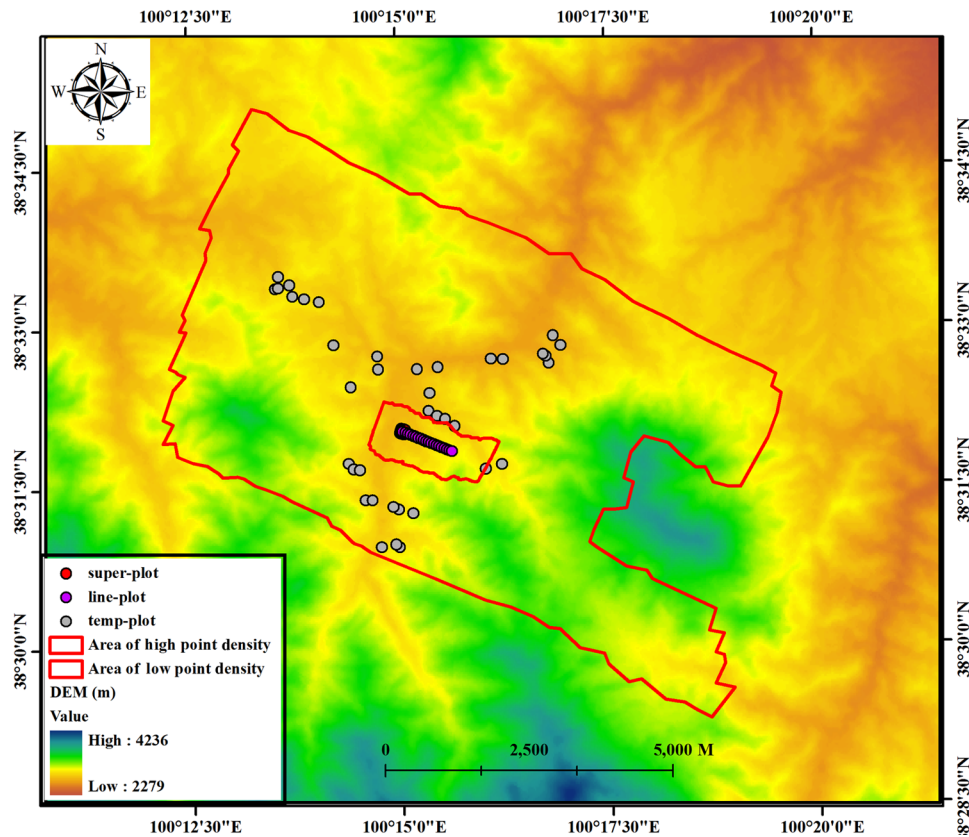 100°12'30"E 100°15'0"E 100°17'30"E 100°20'0"E
N
W E
S
38°34'30"N 38°34'30"N
38°33'0"N 38°33'0"N
38°31'30"N 38°31'30"N
38°30'0"N 38°30'0"N
38°28'30"N
super-plot
line-plot
temp-plot
Area of high point density
Area of low point density
DEM (m)
Value
High : 4236
Low : 2279
0 2,500 5,000 M
100°12'30"E 100°15'0"E 100°17'30"E 100°20'0"E